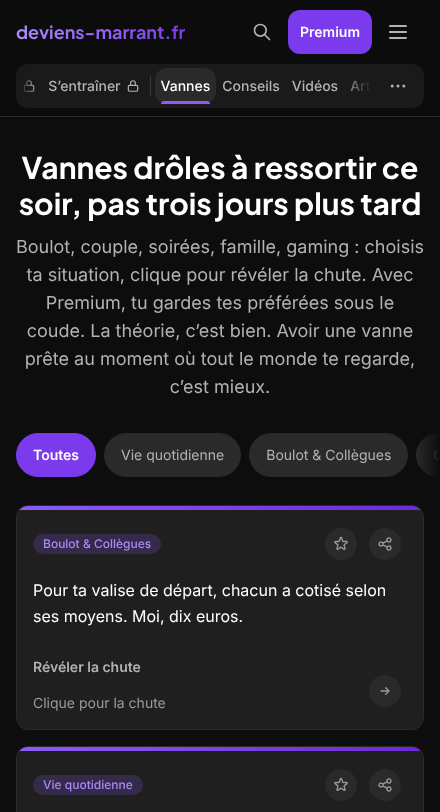 deviens-marrant.fr
Premium
S’entraîner
Vannes
Conseils
Vidéos
Art
Vannes drôles à ressortir ce
soir, pas trois jours plus tard
Boulot, couple, soirées, famille, gaming : choisis
ta situation, clique pour révéler la chute. Avec
Premium, tu gardes tes préférées sous le
coude. La théorie, c’est bien. Avoir une vanne
prête au moment où tout le monde te regarde,
c’est mieux.
Toutes
Vie quotidienne
Boulot & Collègues
Boulot & Collègues
Pour ta valise de départ, chacun a cotisé selon
ses moyens. Moi, dix euros.
Révéler la chute
Clique pour la chute
Vie quotidienne